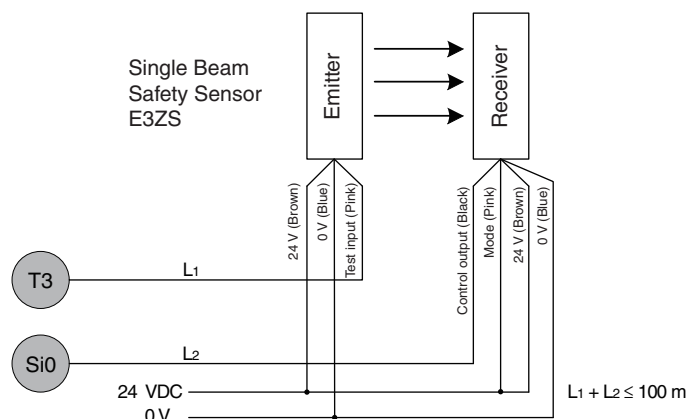 Single Beam
Safety Sensor
E3ZS
Emitter
Receiver
24 V (Brown)
0 V (Blue)
Test input (Pink)
Control output (Black)
Mode (Pink)
24 V (Brown)
0 V (Blue)
T3
L1
Si0
L2
24 VDC
0 V
L1 + L2 ≤ 100 m